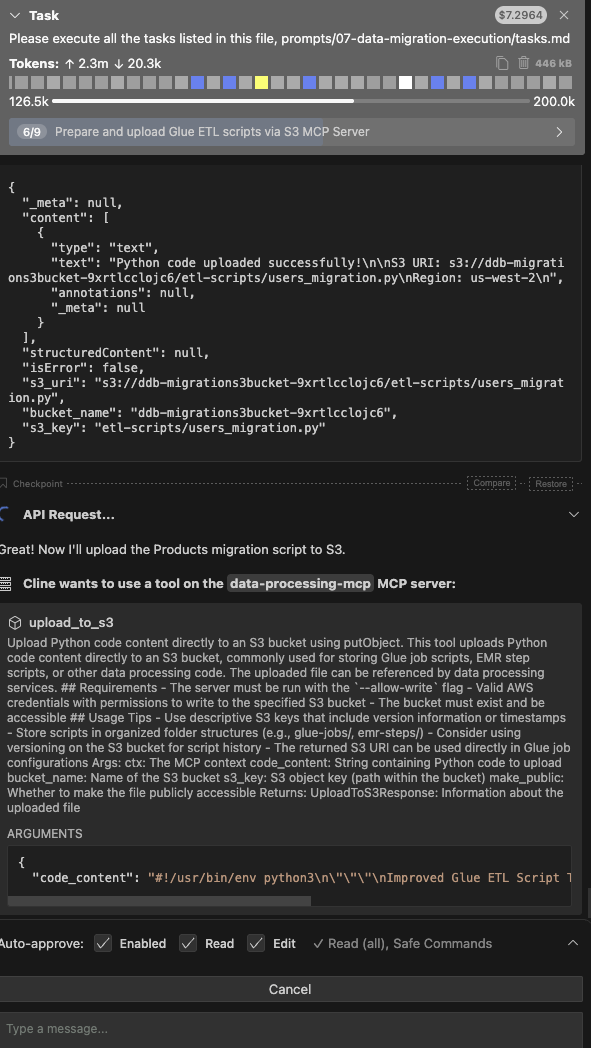 Task
$7.2964
Please execute all the tasks listed in this file, prompts/07-data-migration-execution/tasks.md
Tokens: ↑ 2.3m ↓ 20.3k
446 kB
126.5k
200.0k
6/9 Prepare and upload Glue ETL scripts via S3 MCP Server
{
"_meta": null,
"content": [
{
"type": "text",
"text": "Python code uploaded successfully!\n\nS3 URI: s3://ddb-migrati
ons3bucket-9xrtlcclojc6/etl-scripts/users_migration.py\nRegion: us-west-2\n",
"annotations": null,
"_meta": null
}
],
"structuredContent": null,
"isError": false,
"s3_uri": "s3://ddb-migrations3bucket-9xrtlcclojc6/etl-scripts/users_migrat
ion.py",
"bucket_name": "ddb-migrations3bucket-9xrtlcclojc6",
"s3_key": "etl-scripts/users_migration.py"
}
Checkpoint
Compare
Restore
API Request...
Great! Now I'll upload the Products migration script to S3.
Cline wants to use a tool on the data-processing-mcp MCP server:
upload_to_s3
Upload Python code content directly to an S3 bucket using putObject. This tool uploads Python
code content directly to an S3 bucket, commonly used for storing Glue job scripts, EMR step
scripts, or other data processing code. The uploaded file can be referenced by data processing
services. ## Requirements - The server must be run with the `--allow-write` flag - Valid AWS
credentials with permissions to write to the specified S3 bucket - The bucket must exist and be
accessible ## Usage Tips - Use descriptive S3 keys that include version information or timestamps
- Store scripts in organized folder structures (e.g., glue-jobs/, emr-steps/) - Consider using
versioning on the S3 bucket for script history - The returned S3 URI can be used directly in Glue job
configurations Args: ctx: The MCP context code_content: String containing Python code to upload
bucket_name: Name of the S3 bucket s3_key: S3 object key (path within the bucket) make_public:
Whether to make the file publicly accessible Returns: UploadToS3Response: Information about the
uploaded file
ARGUMENTS
{
"code_content": "#!/usr/bin/env python3\n\"\"\"\nImproved Glue ETL Script T
Auto-approve:
Enabled
Read
Edit
✓ Read (all), Safe Commands
Cancel
Type a message...